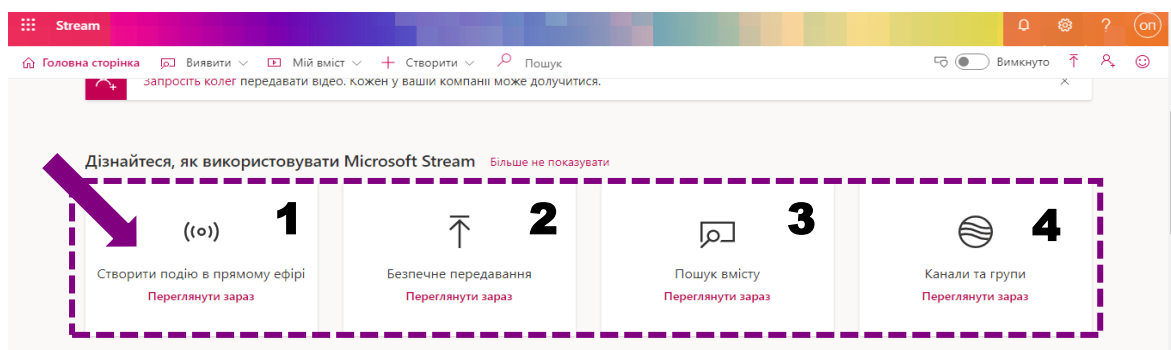 Stream
? ОП
Головна сторінка Виявити Мій вміст Створити Пошук Вимкнуто
Запросіть колег передавати відео. Кожен у вашій компанії може долучитися.
Дізнайтеся, як використовувати Microsoft Stream Більше не показувати
1 2 3 4
Створити подію в прямому ефірі Безпечне передавання Пошук вмісту Канали та групи
Переглянути зараз Переглянути зараз Переглянути зараз Переглянути зараз